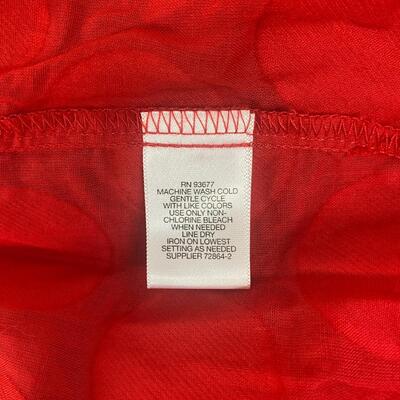 RN 93677
MACHINE WASH COLD
GENTLE CYCLE
WITH LIKE COLORS
USE ONLY NON-
CHLORINE BLEACH
WHEN NEEDED
LINE DRY
IRON ON LOWEST
SETTING AS NEEDED
SUPPLIER 72864-2